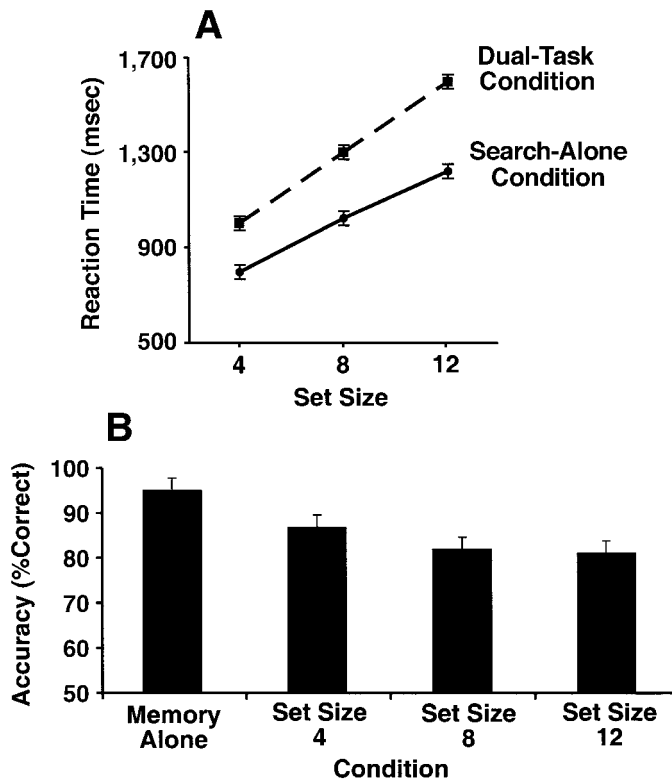 A
1,700
1,300
900
500
Reaction Time (msec)
Dual-Task
Condition
Search-Alone
Condition
4 8 12
Set Size
B
100
90
80
70
60
50
Accuracy (%Correct)
Memory
Alone
Set Size
4
Set Size
8
Set Size
12
Condition